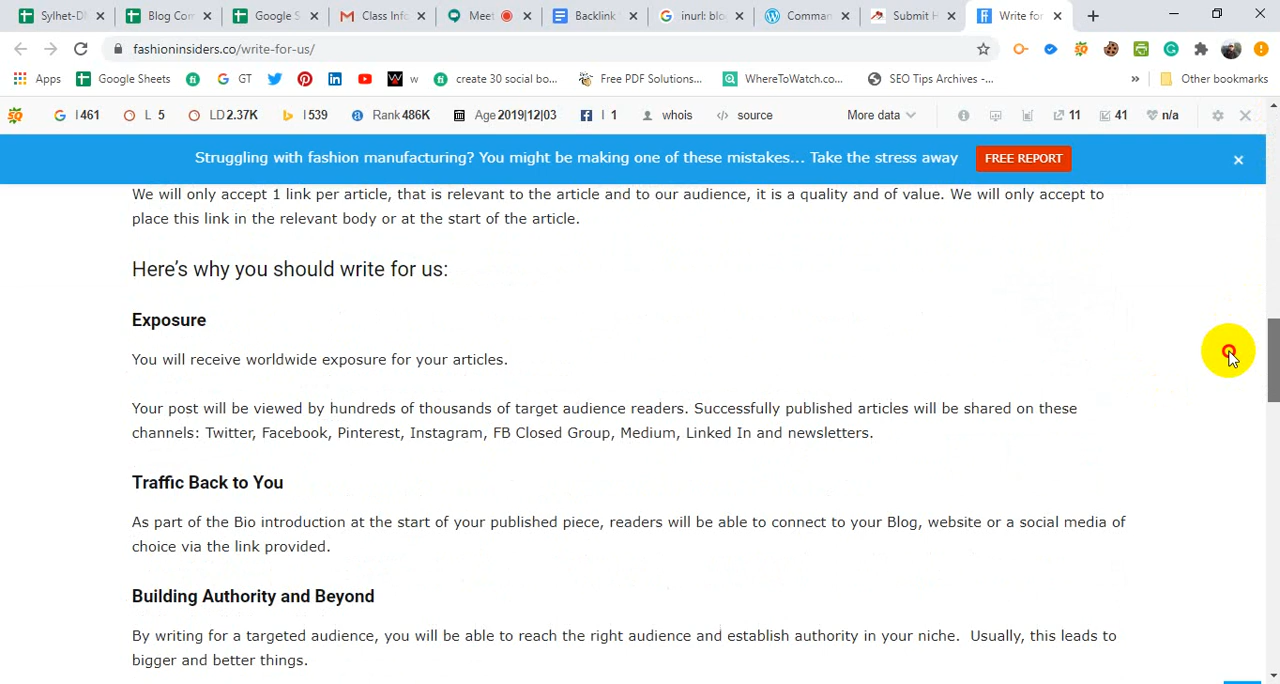 Sylhet-D
Blog Com
Google S
Class Info
Meet
Backlink
inurl: blo
Comman
Submit H
Write for
fashioninsiders.co/write-for-us/
Apps
Google Sheets
GT
w
create 30 social bo...
Free PDF Solutions...
WhereToWatch.co...
SEO Tips Archives -...
»
Other bookmarks
I 461
L 5
LD 2.37K
I 539
Rank 486K
Age 2019|12|03
I 1
whois
source
More data
11
41
n/a
Struggling with fashion manufacturing? You might be making one of these mistakes... Take the stress away
FREE REPORT
We will only accept 1 link per article, that is relevant to the article and to our audience, it is a quality and of value. We will only accept to
place this link in the relevant body or at the start of the article.
Here's why you should write for us:
Exposure
You will receive worldwide exposure for your articles.
Your post will be viewed by hundreds of thousands of target audience readers. Successfully published articles will be shared on these
channels: Twitter, Facebook, Pinterest, Instagram, FB Closed Group, Medium, Linked In and newsletters.
Traffic Back to You
As part of the Bio introduction at the start of your published piece, readers will be able to connect to your Blog, website or a social media of
choice via the link provided.
Building Authority and Beyond
By writing for a targeted audience, you will be able to reach the right audience and establish authority in your niche.  Usually, this leads to
bigger and better things.